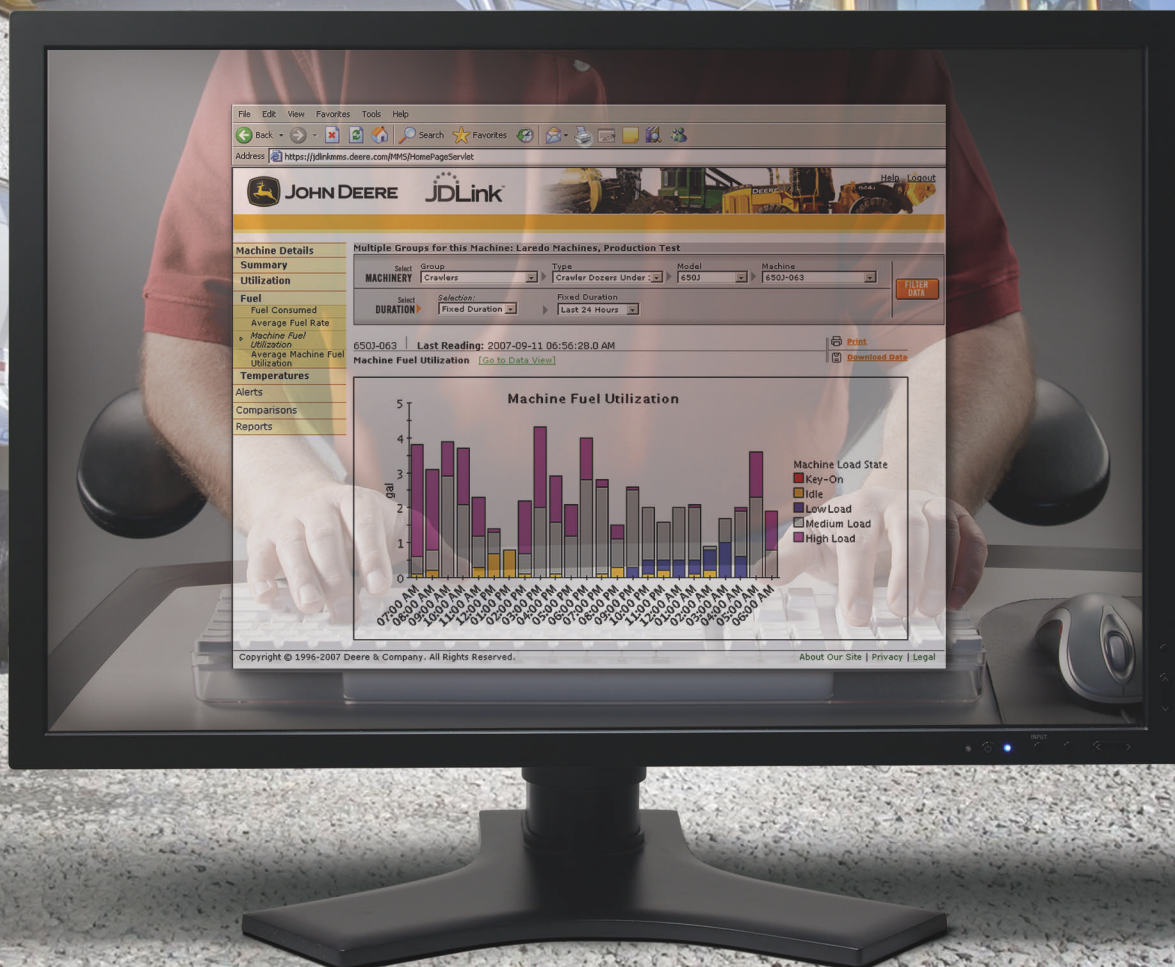 File Edit View Favorites Tools Help
Back Search Favorites
Address https://jdlinkmms.deere.com/MMS/HomePageServlet
JOHN DEERE JDLink
DEERE
Help Logout
Multiple Groups for this Machine: Laredo Machines, Production Test
Machine Details
Summary
Utilization
Fuel
Fuel Consumed
Average Fuel Rate
Machine Fuel
Utilization
Average Machine Fuel
Utilization
Temperatures
Alerts
Comparisons
Reports
Select MACHINERY
Group Type Model Machine
Crawlers Crawler Dozers Under 650J 650J-063
Select DURATION
Selection: Fixed Duration
Fixed Duration Last 24 Hours
FILTER
DATA
650J-063 Last Reading: 2007-09-11 06:56:28.0 AM
Print
Machine Fuel Utilization [Go to Data View]
Download Data
Machine Fuel Utilization
5
4
3
2
1
0
gal
07:00 AM
08:00 AM
09:00 AM
10:00 AM
11:00 AM
12:00 PM
01:00 PM
02:00 PM
03:00 PM
04:00 PM
05:00 PM
06:00 PM
07:00 PM
08:00 PM
09:00 PM
10:00 PM
11:00 PM
12:00 AM
01:00 AM
02:00 AM
03:00 AM
04:00 AM
05:00 AM
06:00 AM
Machine Load State
Key-On
Idle
Low Load
Medium Load
High Load
Copyright © 1996-2007 Deere & Company. All Rights Reserved.
About Our Site | Privacy | Legal
INPUT